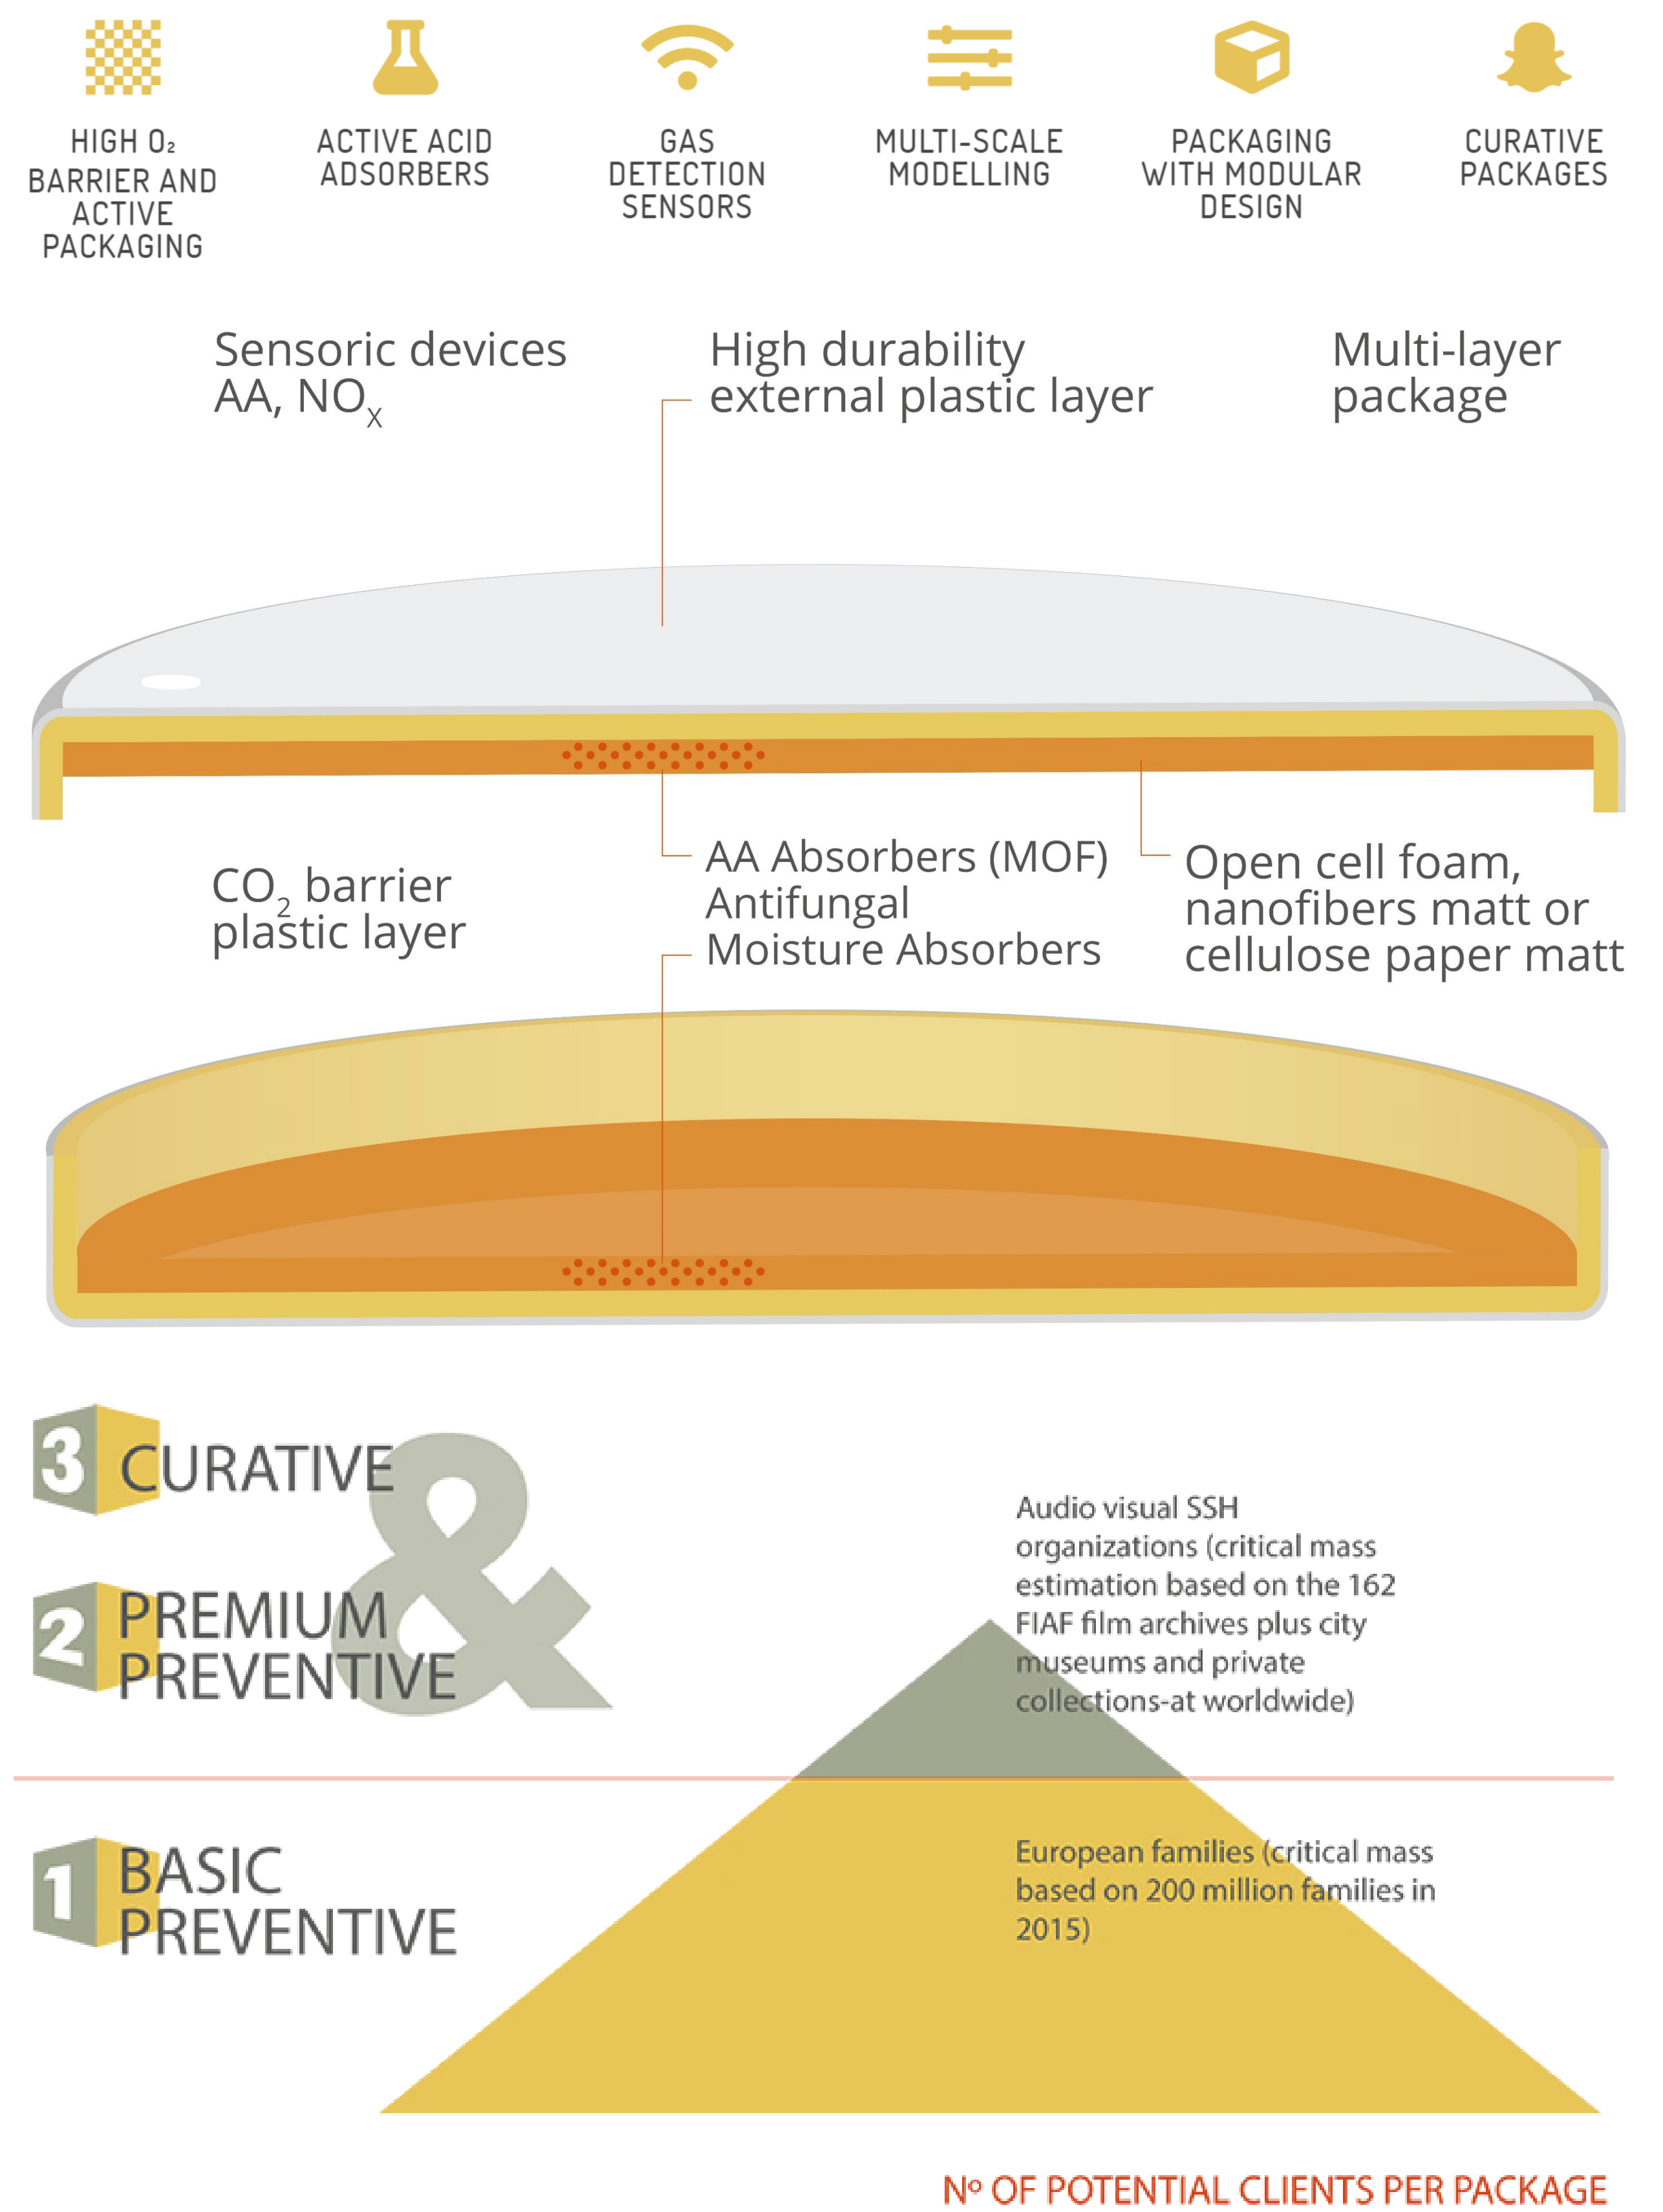 HIGH O₂
BARRIER AND
ACTIVE
PACKAGING
ACTIVE ACID
ADSORBERS
GAS
DETECTION
SENSORS
MULTI-SCALE
MODELLING
PACKAGING
WITH MODULAR
DESIGN
CURATIVE
PACKAGES
Sensoric devices
AA, NOX
High durability
external plastic layer
Multi-layer
package
CO₂ barrier
plastic layer
AA Absorbers (MOF)
Antifungal
Moisture Absorbers
Open cell foam,
nanofibers matt or
cellulose paper matt
3 CURATIVE
&
2 PREMIUM
PREVENTIVE
Audio visual SSH
organizations (critical mass
estimation based on the 162
FIAF film archives plus city
museums and private
collections-at worldwide)
1 BASIC
PREVENTIVE
European families (critical mass
based on 200 million families in
2015)
Nº OF POTENTIAL CLIENTS PER PACKAGE